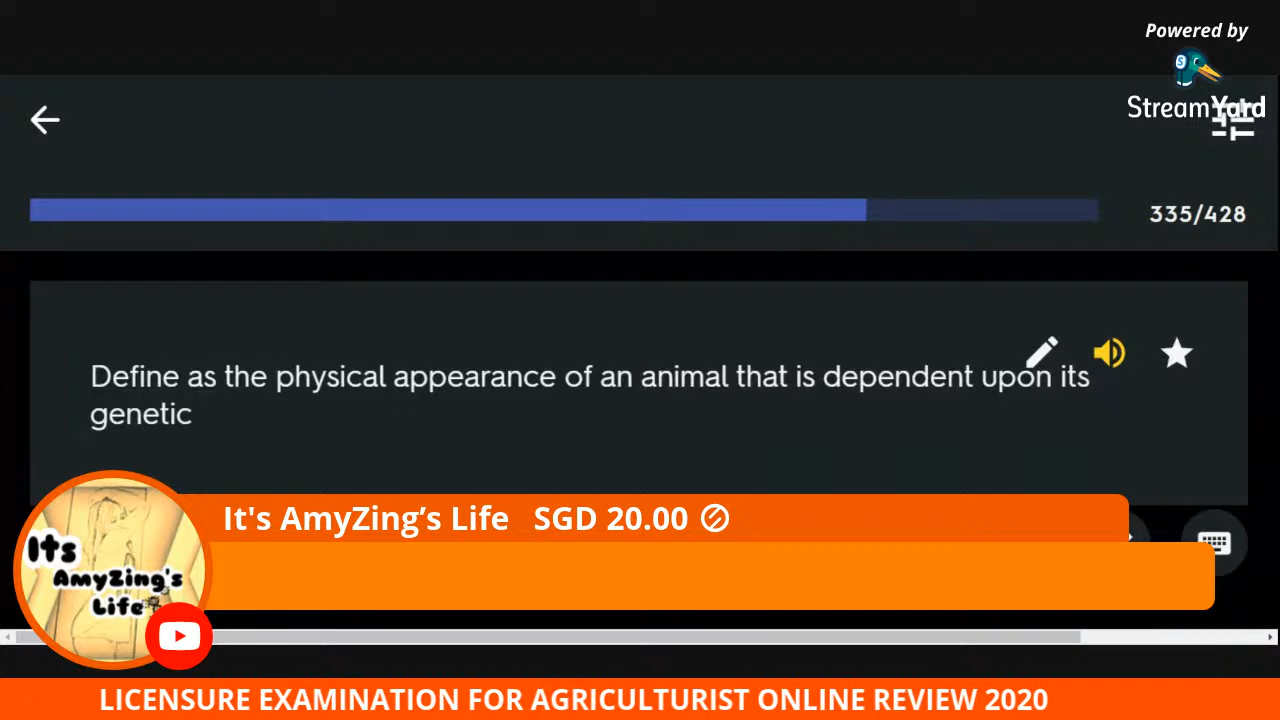 Powered by
StreamYard
335/428
Define as the physical appearance of an animal that is dependent upon its
genetic
It's AmyZing’s Life SGD 20.00
Its
AmyZing's
Life
LICENSURE EXAMINATION FOR AGRICULTURIST ONLINE REVIEW 2020